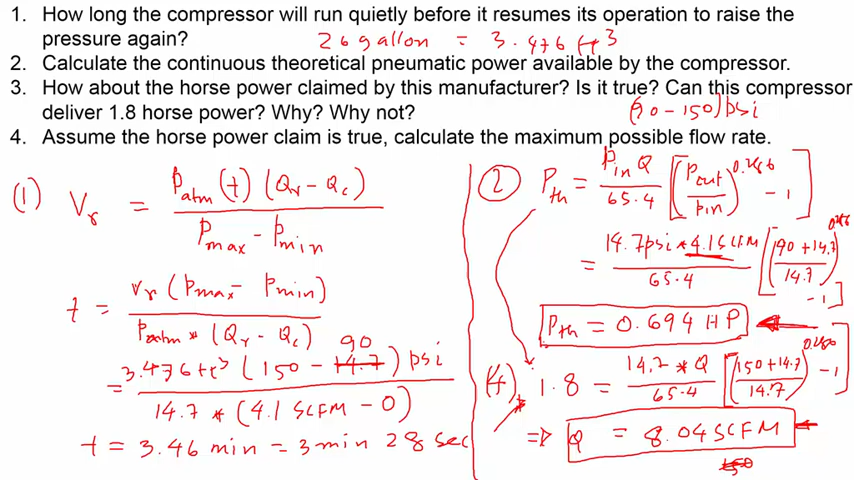 1. How long the compressor will run quietly before it resumes its operation to raise the
pressure again?
26 gallon = 3.476 ft3
2. Calculate the continuous theoretical pneumatic power available by the compressor.
3. How about the horse power claimed by this manufacturer? Is it true? Can this compressor
deliver 1.8 horse power? Why? Why not?
(90-150) psi
4. Assume the horse power claim is true, calculate the maximum possible flow rate.
(1) Vr = Patm (t) (Qr - Qc)
Pmax - Pmin
t = Vr (Pmax - Pmin)
Patm * (Qr - Qc)
90
= 3.476 ft3 (150 - 14.7) psi
14.7 * (4.1 SCFM - 0)
t = 3.46 min = 3 min 28 sec
(2) Pth = Pin Q / 65.4 [(Pout / Pin)^0.286 - 1]
= 14.7 psi * 4.1 SCFM / 65.4 [(90 + 14.7 / 14.7)^0.286 - 1]
Pth = 0.694 HP
(4) 1.8 = 14.7 * Q / 65.4 [(150 + 14.7 / 14.7)^0.286 - 1]
=> Q = 8.04 SCFM
150